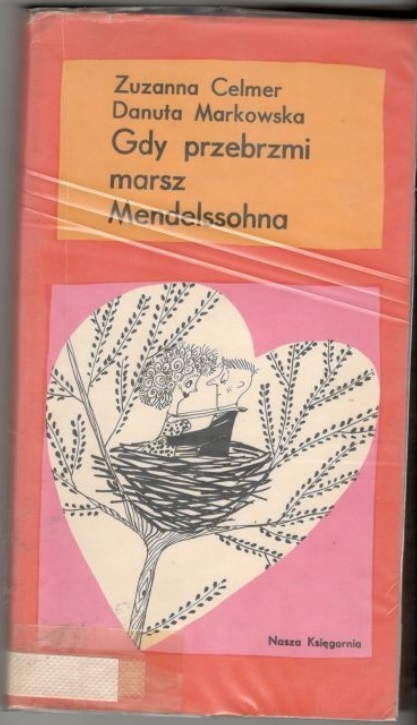 Zuzanna Celmer
Danuta Markowska
Gdy przebrzmi
marsz
Mendelssohna
Nasza Księgarnia